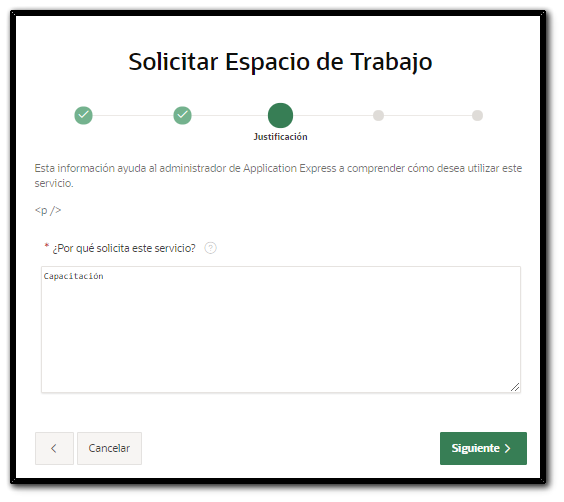 Solicitar Espacio de Trabajo
Justificación
Esta información ayuda al administrador de Application Express a comprender cómo desea utilizar este
servicio.
<p />
* ¿Por qué solicita este servicio? ?
Capacitación
Cancelar
Siguiente